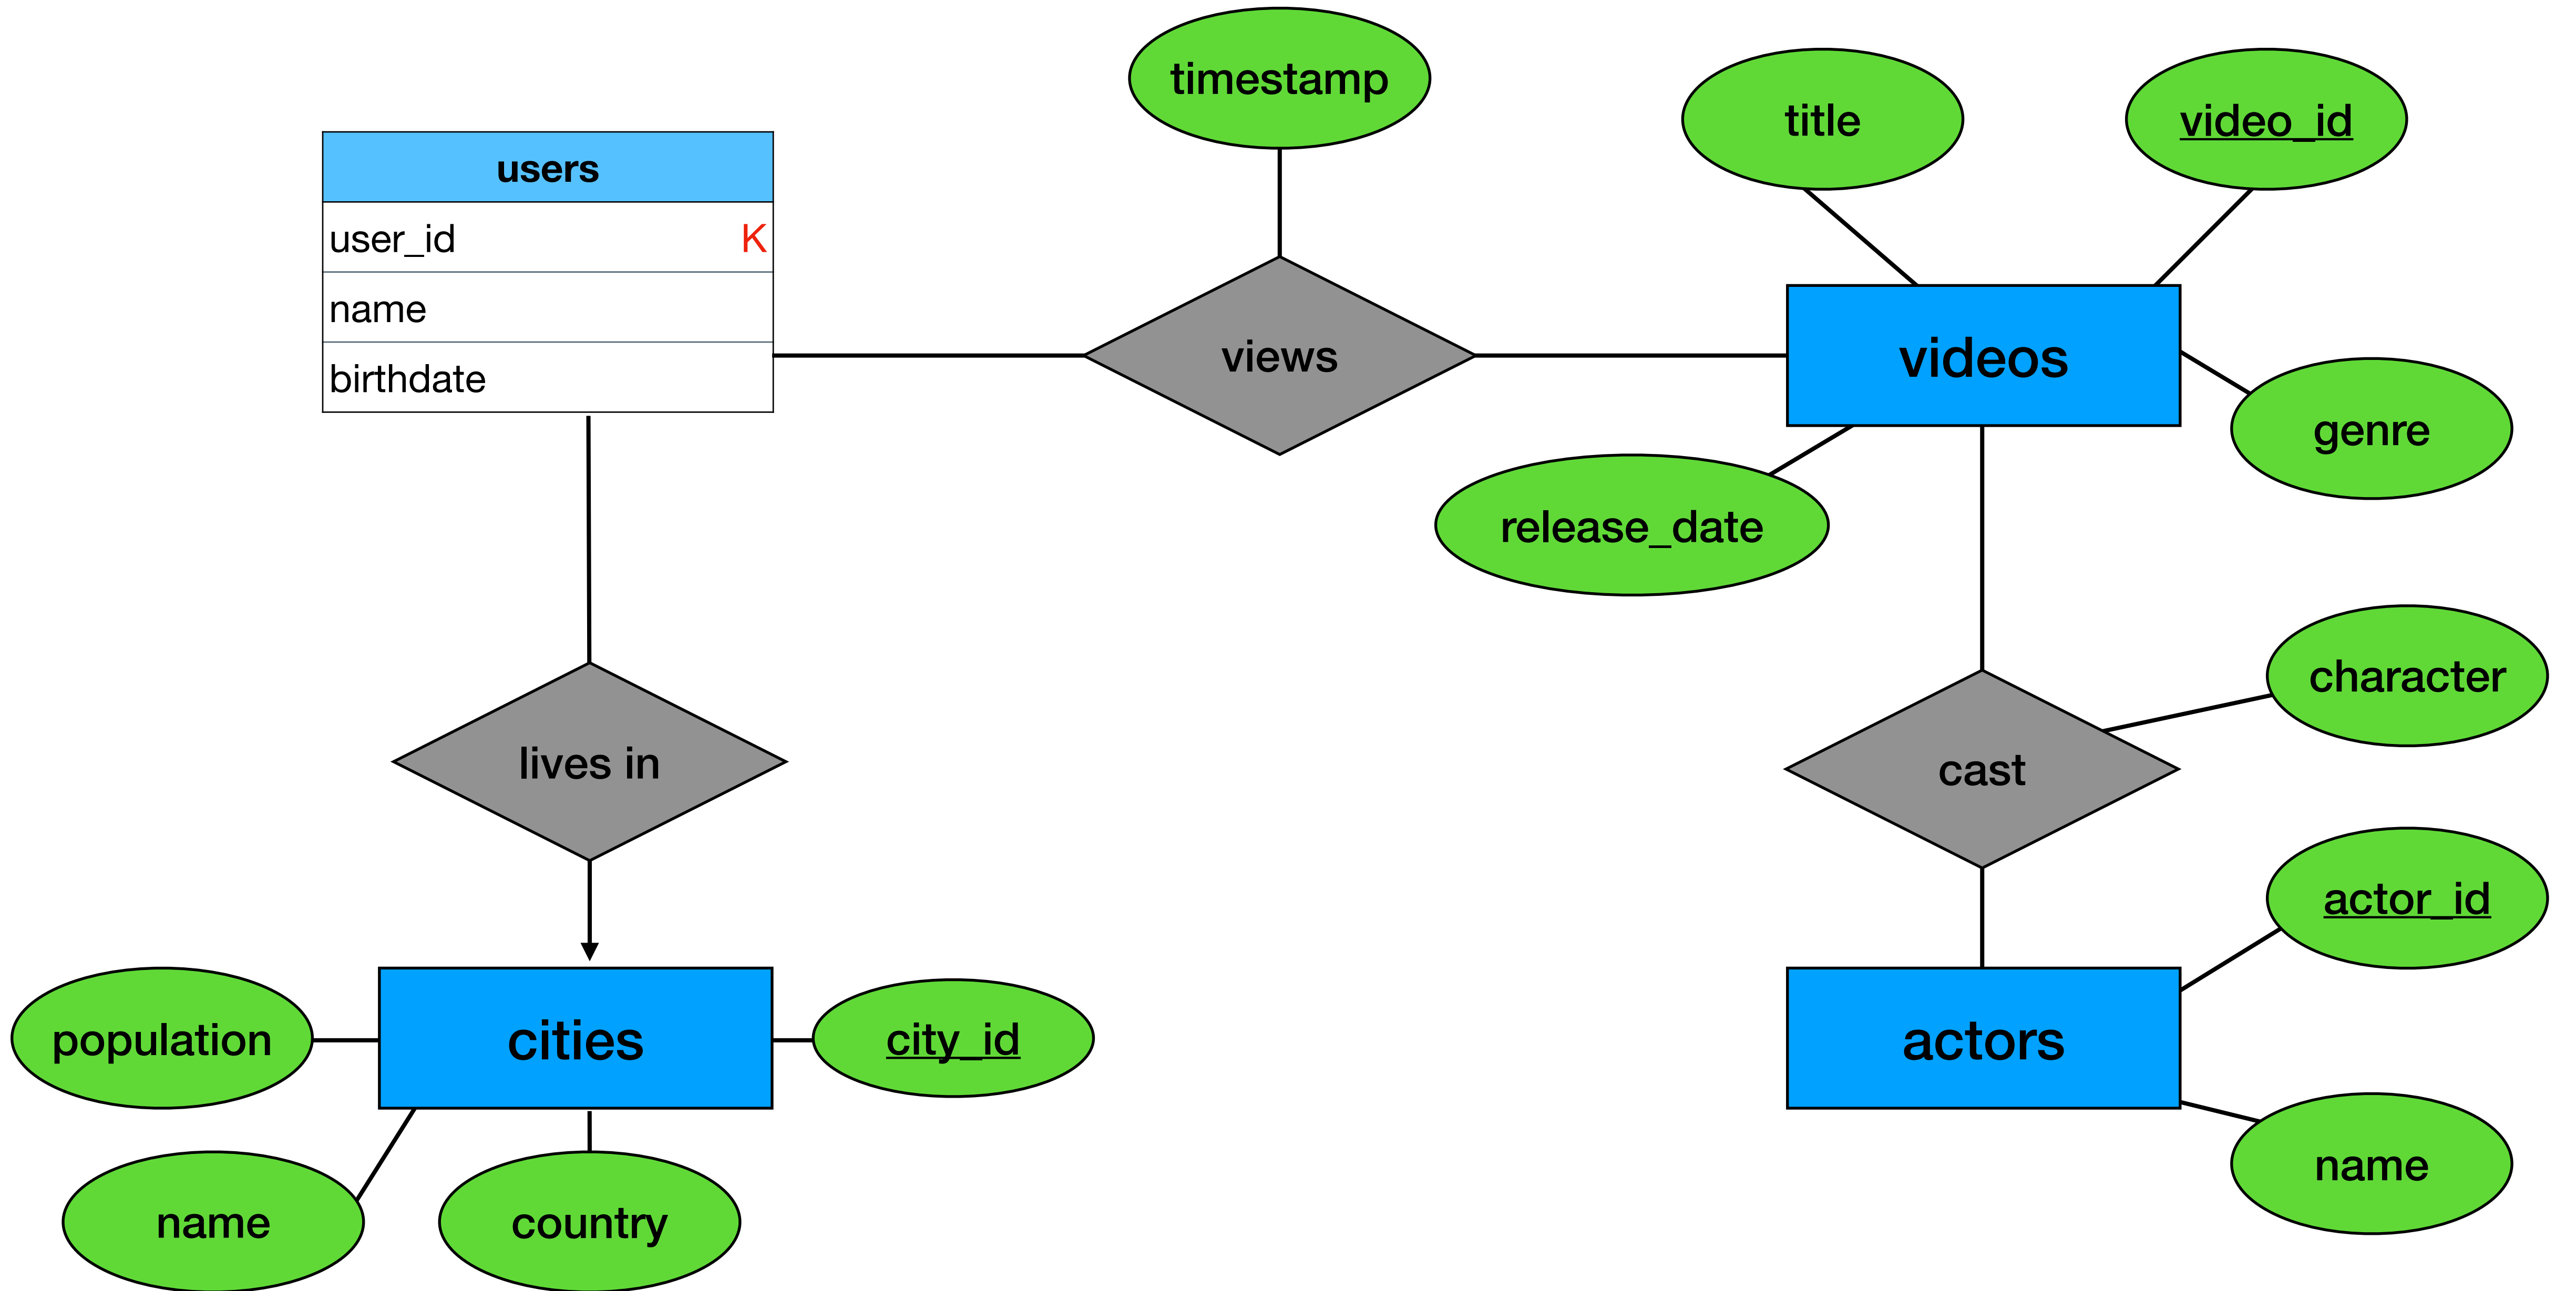 timestamp
title
video_id
users
user_id K
name
birthdate
views
videos
genre
release_date
character
lives in
cast
actor_id
population
cities
city_id
actors
name
name
country